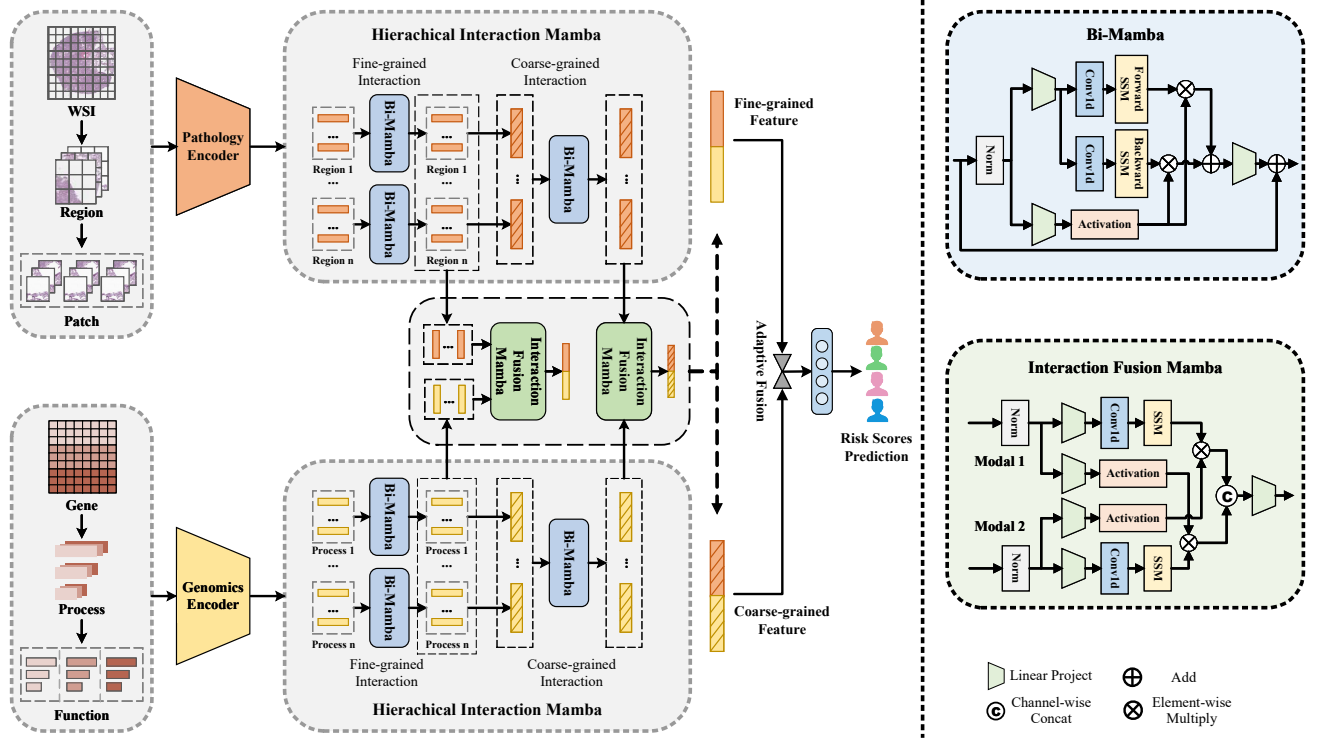 WSI
Region
Patch
Pathology
Encoder
Hierachical Interaction Mamba
Fine-grained
Interaction
Coarse-grained
Interaction
...
Region 1
Bi-Mamba
...
Region 1
...
...
...
Region n
Bi-Mamba
...
Region n
...
Bi-Mamba
...
Fine-grained
Feature
...
...
Interaction
Fusion
Mamba
Interaction
Fusion
Mamba
Adaptive Fusion
Risk Scores
Prediction
Gene
Process
Function
Genomics
Encoder
...
Process 1
Bi-Mamba
...
Process 1
...
...
...
Process n
Bi-Mamba
...
Process n
...
Bi-Mamba
...
Fine-grained
Interaction
Coarse-grained
Interaction
Hierachical Interaction Mamba
Coarse-grained
Feature
Bi-Mamba
Norm
Conv1d
Forward
SSM
Conv1d
Backward
SSM
Activation
Interaction Fusion Mamba
Norm
Conv1d
SSM
Modal 1
Activation
Modal 2
Activation
Norm
Conv1d
SSM
C
Linear Project
Add
C
Channel-wise
Concat
Element-wise
Multiply